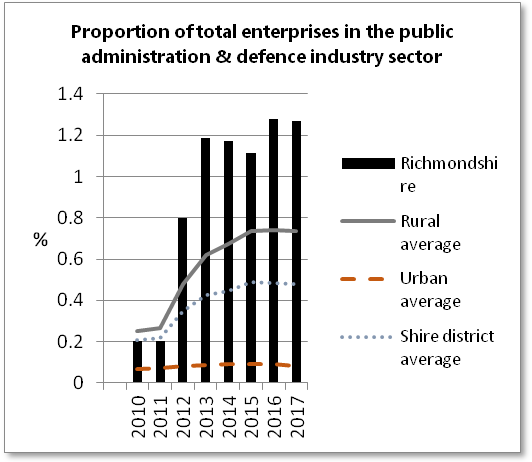 Proportion of total enterprises in the public
administration & defence industry sector
1.4
1.2
1
0.8
0.6
0.4
0.2
0
%
2010
2011
2012
2013
2014
2015
2016
2017
Richmondshi
re
Rural
average
Urban
average
Shire district
average